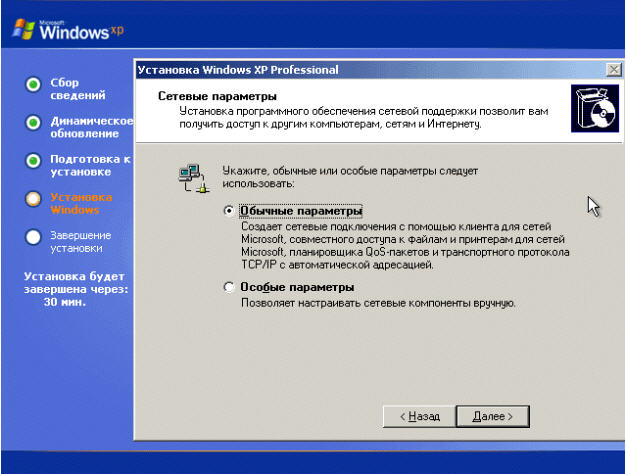 Microsoft
Windows xp
Сбор
сведений
Динамическое
обновление
Подготовка к
установке
Установка
Windows
Завершение
установки
Установка будет
завершена через:
30 мин.
Установка Windows XP Professional
Сетевые параметры
Установка программного обеспечения сетевой поддержки позволит вам
получить доступ к другим компьютерам, сетям и Интернету.
Укажите, обычные или особые параметры следует
использовать:
Обычные параметры
Создает сетевые подключения с помощью клиента для сетей
Microsoft, совместного доступа к файлам и принтерам для сетей
Microsoft, планировщика QoS-пакетов и транспортного протокола
TCP/IP с автоматической адресацией.
Особые параметры
Позволяет настраивать сетевые компоненты вручную.
< Назад
Далее >